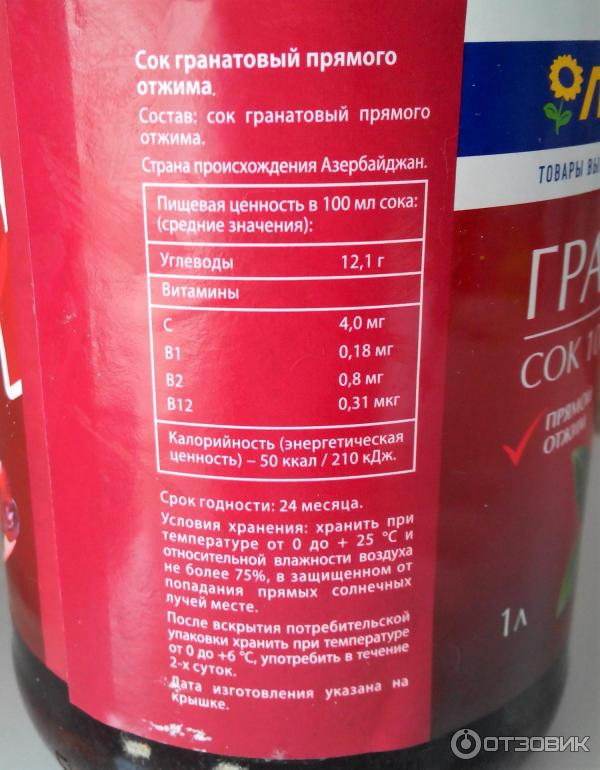 Сок гранатовый прямого
отжима.
Состав: сок гранатовый прямого
отжима.
Страна происхождения Азербайджан.
Пищевая ценность в 100 мл сока:
(средние значения):
Углеводы 12,1 г
Витамины
С 4,0 мг
В1 0,18 мг
В2 0,8 мг
В12 0,31 мкг
Калорийность (энергетическая
ценность) – 50 ккал / 210 кДж.
Срок годности: 24 месяца.
Условия хранения: хранить при
температуре от 0 до + 25 °С и
относительной влажности воздуха
не более 75%, в защищенном от
попадания прямых солнечных
лучей месте.
После вскрытия потребительской
упаковки хранить при температуре
от 0 до +6 °С, употребить в течение
2-х суток.
Дата изготовления указана на
крышке.
ТОВАРЫ
ГРА
СОК
ПРЯМОЙ
ОТЖИМ
1л
ОТЗОВИК